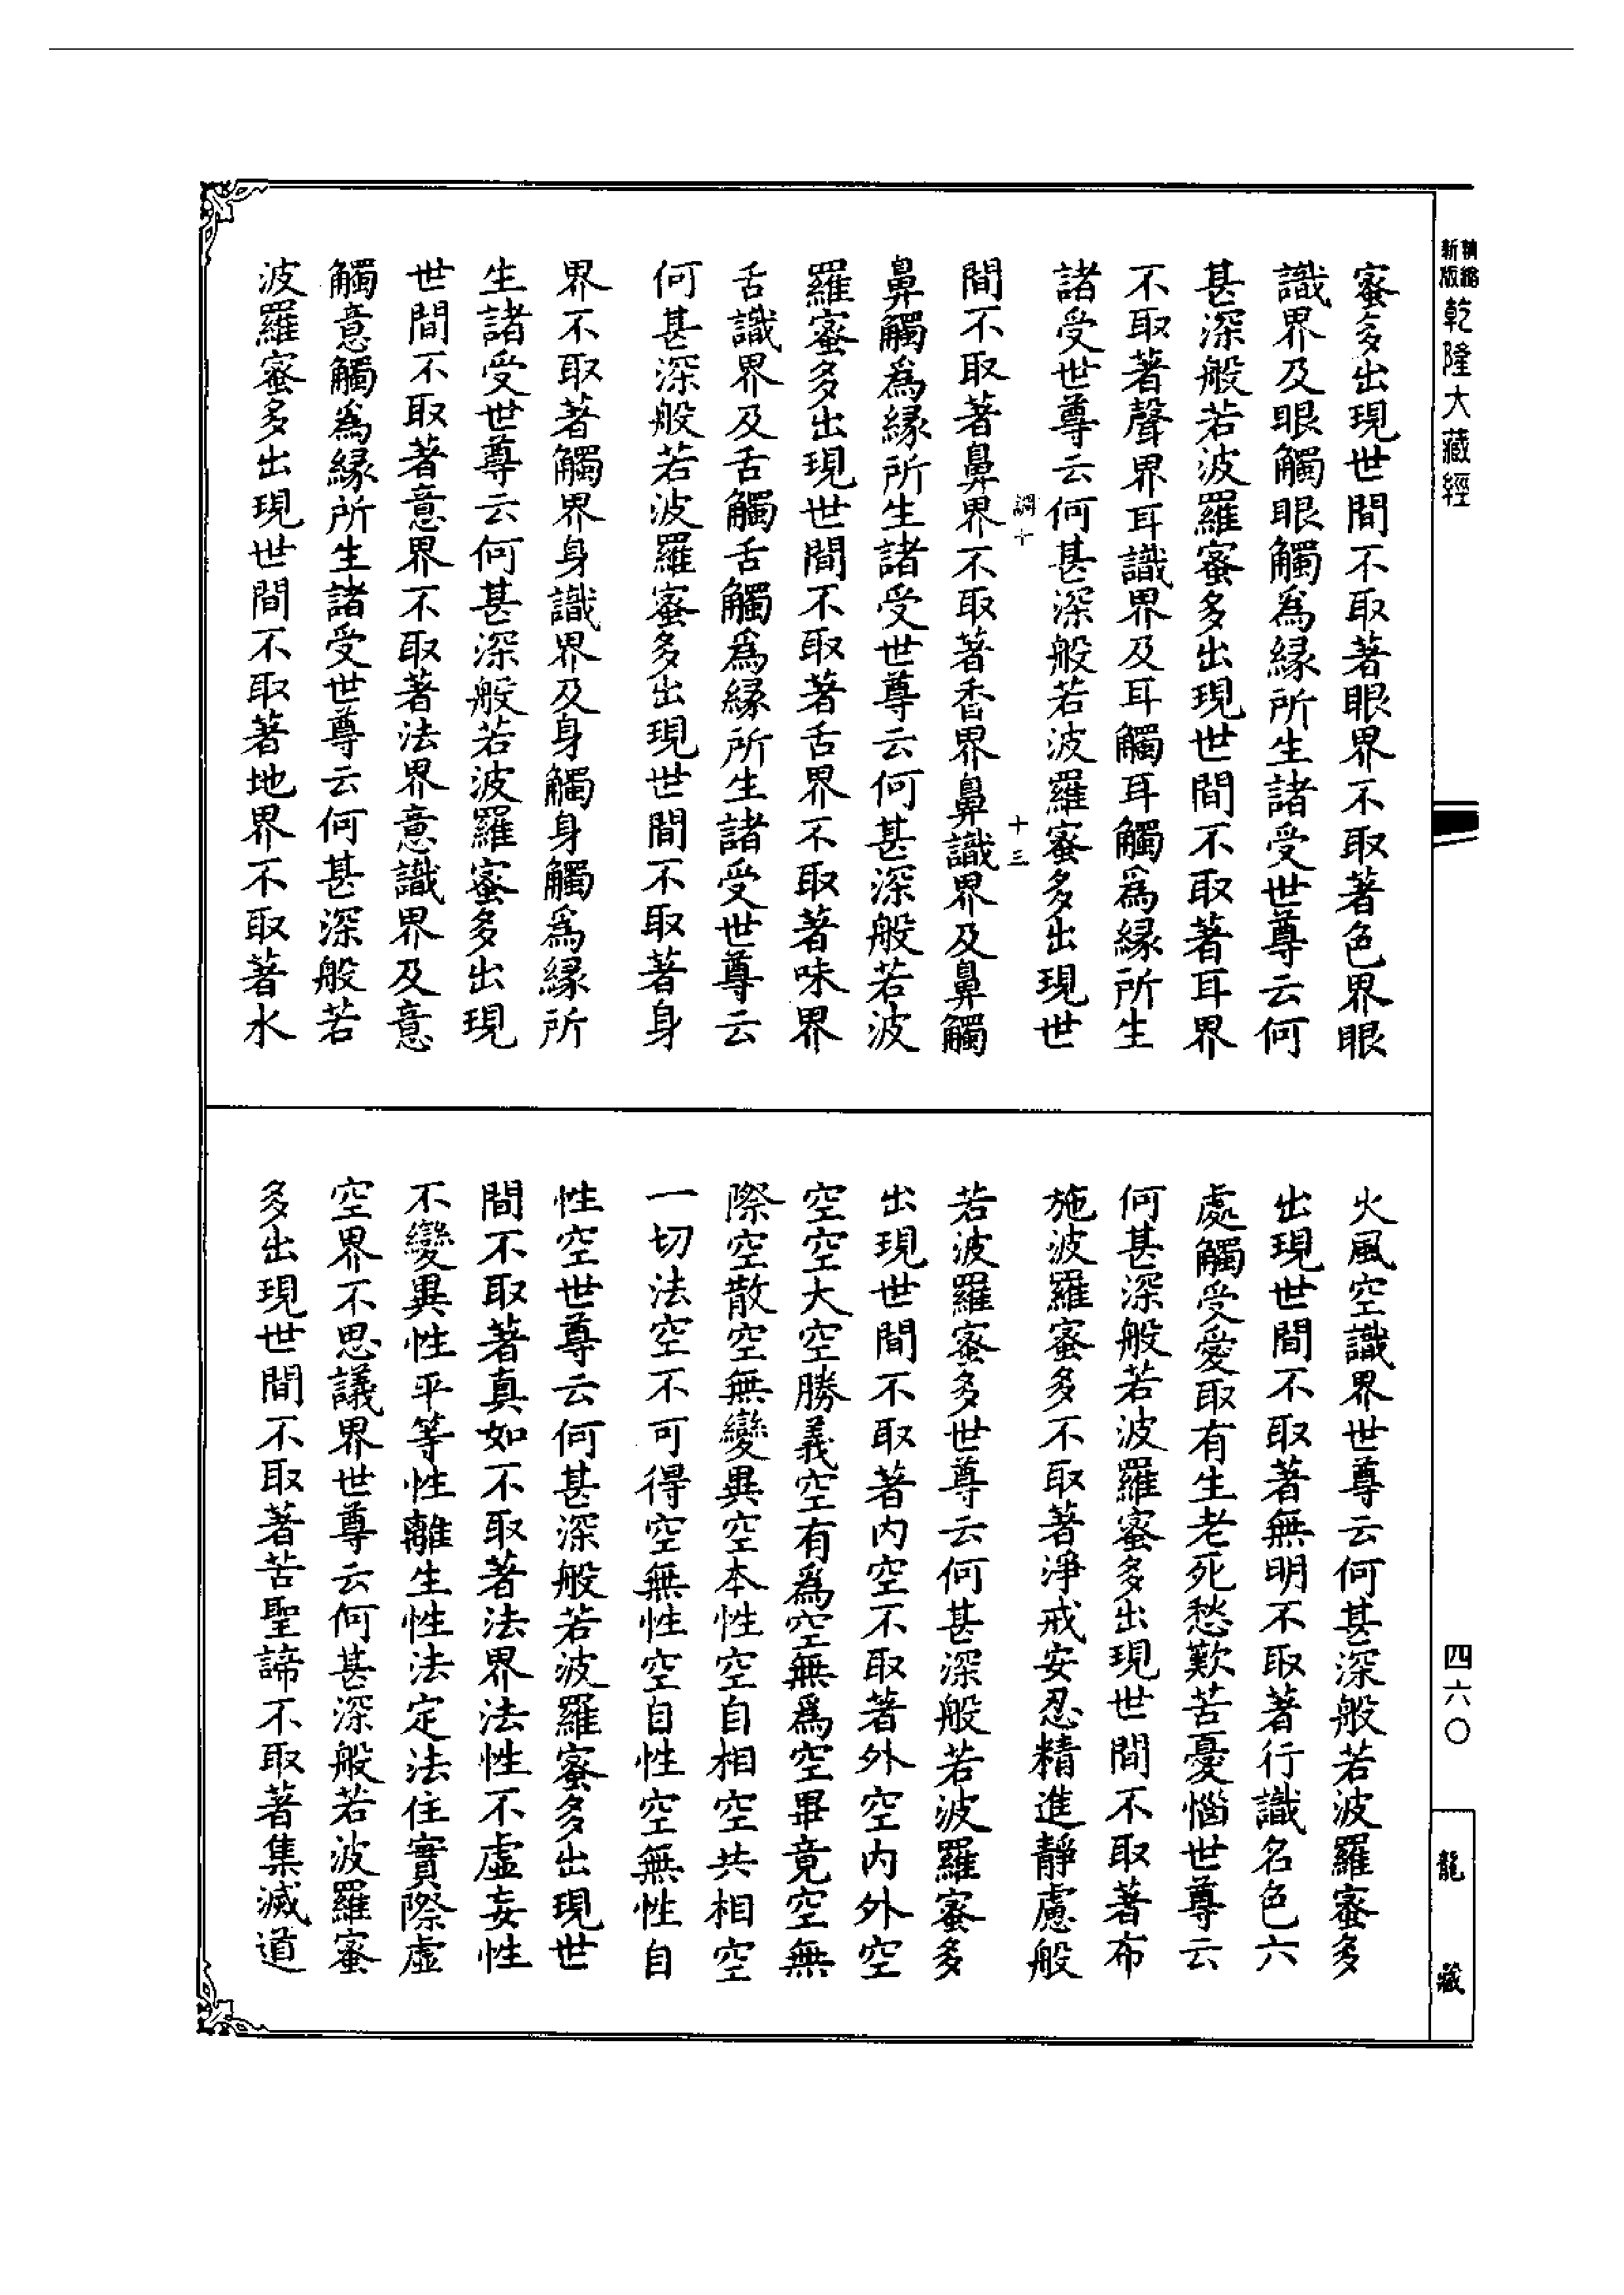 新版
精縮
乾隆大藏經
蜜多出現世間不取著眼界不取著色界眼
識界及眼觸眼觸爲緣所生諸受世尊云何
甚深般若波羅蜜多出現世間不取著耳界
不取著聲界耳識界及耳觸耳觸爲緣所生
諸受世尊云何甚深般若波羅蜜多出現世
調十
十三
間不取著鼻界不取著香界鼻識界及鼻觸
鼻觸爲緣所生諸受世尊云何甚深般若波
羅蜜多出現世間不取著舌界不取著味界
舌識界及舌觸舌觸爲緣所生諸受世尊云
何甚深般若波羅蜜多出現世間不取著身
界不取著觸界身識界及身觸身觸爲緣所
生諸受世尊云何甚深般若波羅蜜多出現
世間不取著意界不取著法界意識界及意
觸意觸爲緣所生諸受世尊云何甚深般若
波羅蜜多出現世間不取著地界不取著水
火風空識界世尊云何甚深般若波羅蜜多
出現世間不取著無明不取著行識名色六
處觸受愛取有生老死愁歎苦憂惱世尊云
何甚深般若波羅蜜多出現世間不取著布
施波羅蜜多不取著淨戒安忍精進靜慮般
若波羅蜜多世尊云何甚深般若波羅蜜多
出現世間不取著內空不取著外空內外空
空空大空勝義空有爲空無爲空畢竟空無
際空散空無變異空本性空自相空共相空
一切法空不可得空無性空自性空無性自
性空世尊云何甚深般若波羅蜜多出現世
間不取著真如不取著法界法性不虛妄性
不變異性平等性離生性法定法住實際虛
空界不思議界世尊云何甚深般若波羅蜜
多出現世間不取著苦聖諦不取著集滅道
四六〇
龍藏